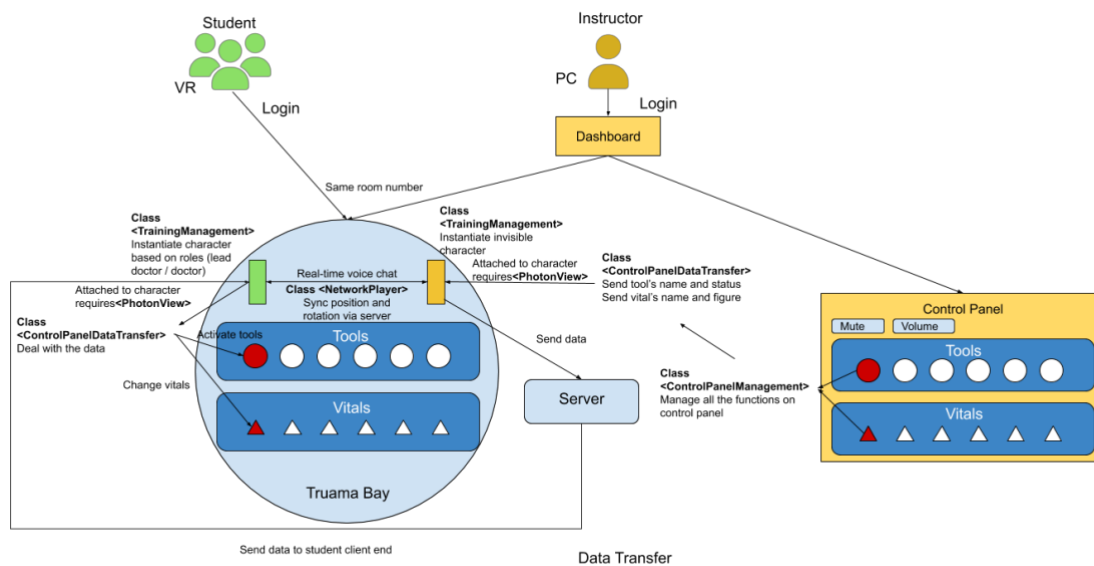 Student
VR
Login
Instructor
PC
Login
Dashboard
Same room number
Class
<TrainingManagement>
Instantiate character
based on roles (lead
doctor / doctor)
Class
<TrainingManagement>
Instantiate invisible
character
Real-time voice chat
Class <NetworkPlayer>
Sync position and
rotation via server
Attached to character
requires<PhotonView>
Attached to character
requires<PhotonView>
Class
<ControlPanelDataTransfer>
Send tool's name and status
Send vital's name and figure
Class
<ControlPanelDataTransfer>
Deal with the data
Activate tools
Change vitals
Tools
Vitals
Truama Bay
Send data
Server
Class
<ControlPanelManagement>
Manage all the functions on
control panel
Control Panel
Mute
Volume
Tools
Vitals
Send data to student client end
Data Transfer